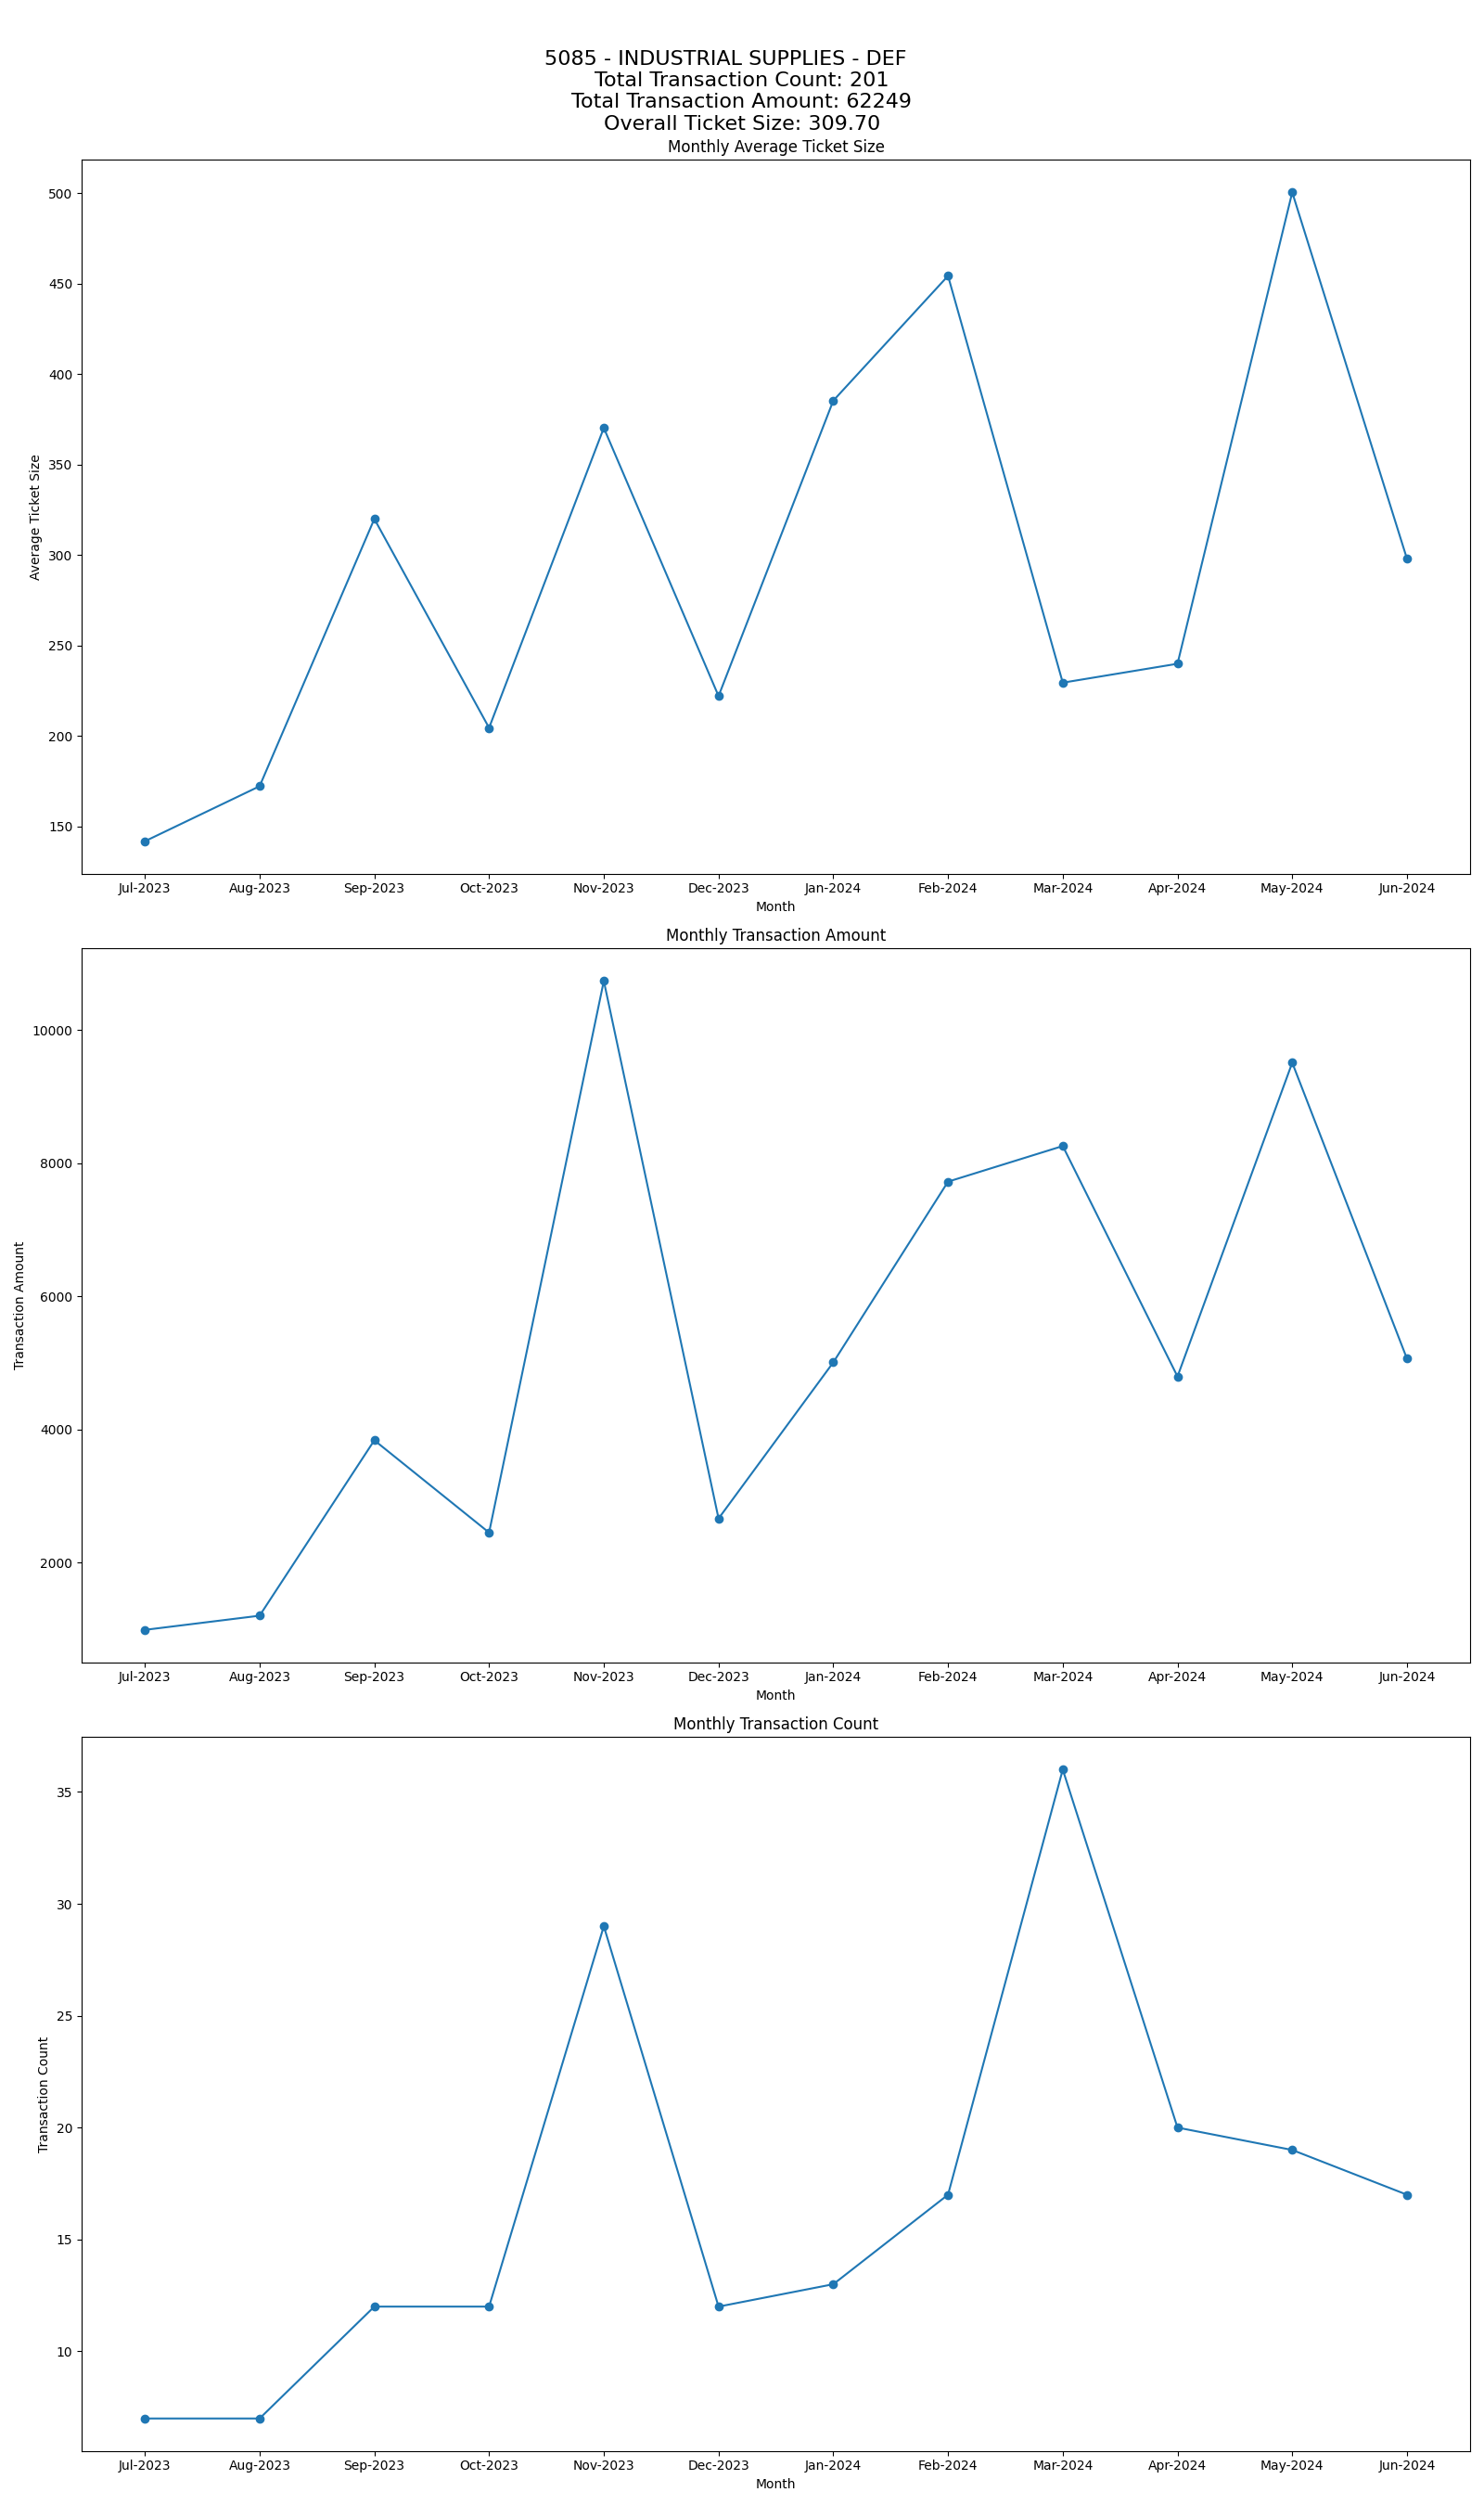 5085 - INDUSTRIAL SUPPLIES - DEF
Total Transaction Count: 201
Total Transaction Amount: 62249
Overall Ticket Size: 309.70
Monthly Average Ticket Size
500
450
400
350
300
250
200
150
Average Ticket Size
Jul-2023 Aug-2023 Sep-2023 Oct-2023 Nov-2023 Dec-2023 Jan-2024 Feb-2024 Mar-2024 Apr-2024 May-2024 Jun-2024
Month
Monthly Transaction Amount
10000
8000
6000
4000
2000
Transaction Amount
Jul-2023 Aug-2023 Sep-2023 Oct-2023 Nov-2023 Dec-2023 Jan-2024 Feb-2024 Mar-2024 Apr-2024 May-2024 Jun-2024
Month
Monthly Transaction Count
35
30
25
20
15
10
Transaction Count
Jul-2023 Aug-2023 Sep-2023 Oct-2023 Nov-2023 Dec-2023 Jan-2024 Feb-2024 Mar-2024 Apr-2024 May-2024 Jun-2024
Month